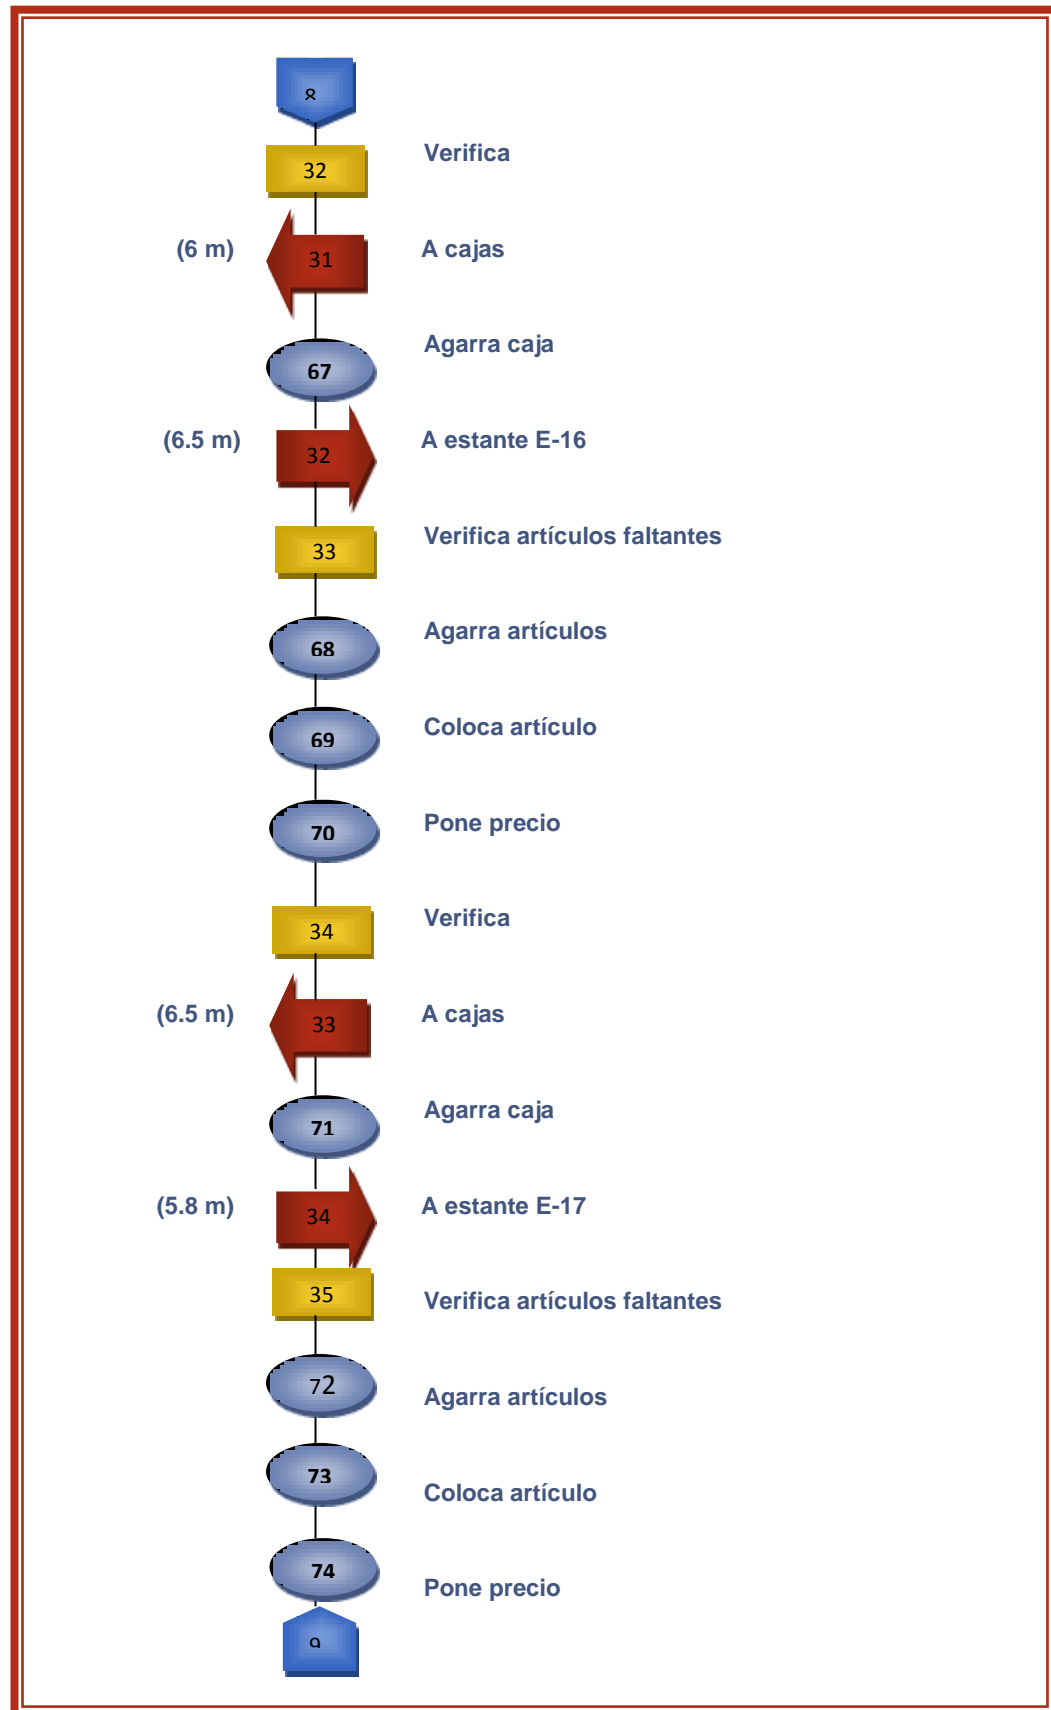 8
32 Verifica
(6 m) 31 A cajas
67 Agarra caja
(6.5 m) 32 A estante E-16
33 Verifica artículos faltantes
68 Agarra artículos
69 Coloca artículo
70 Pone precio
34 Verifica
(6.5 m) 33 A cajas
71 Agarra caja
(5.8 m) 34 A estante E-17
35 Verifica artículos faltantes
72 Agarra artículos
73 Coloca artículo
74 Pone precio
9